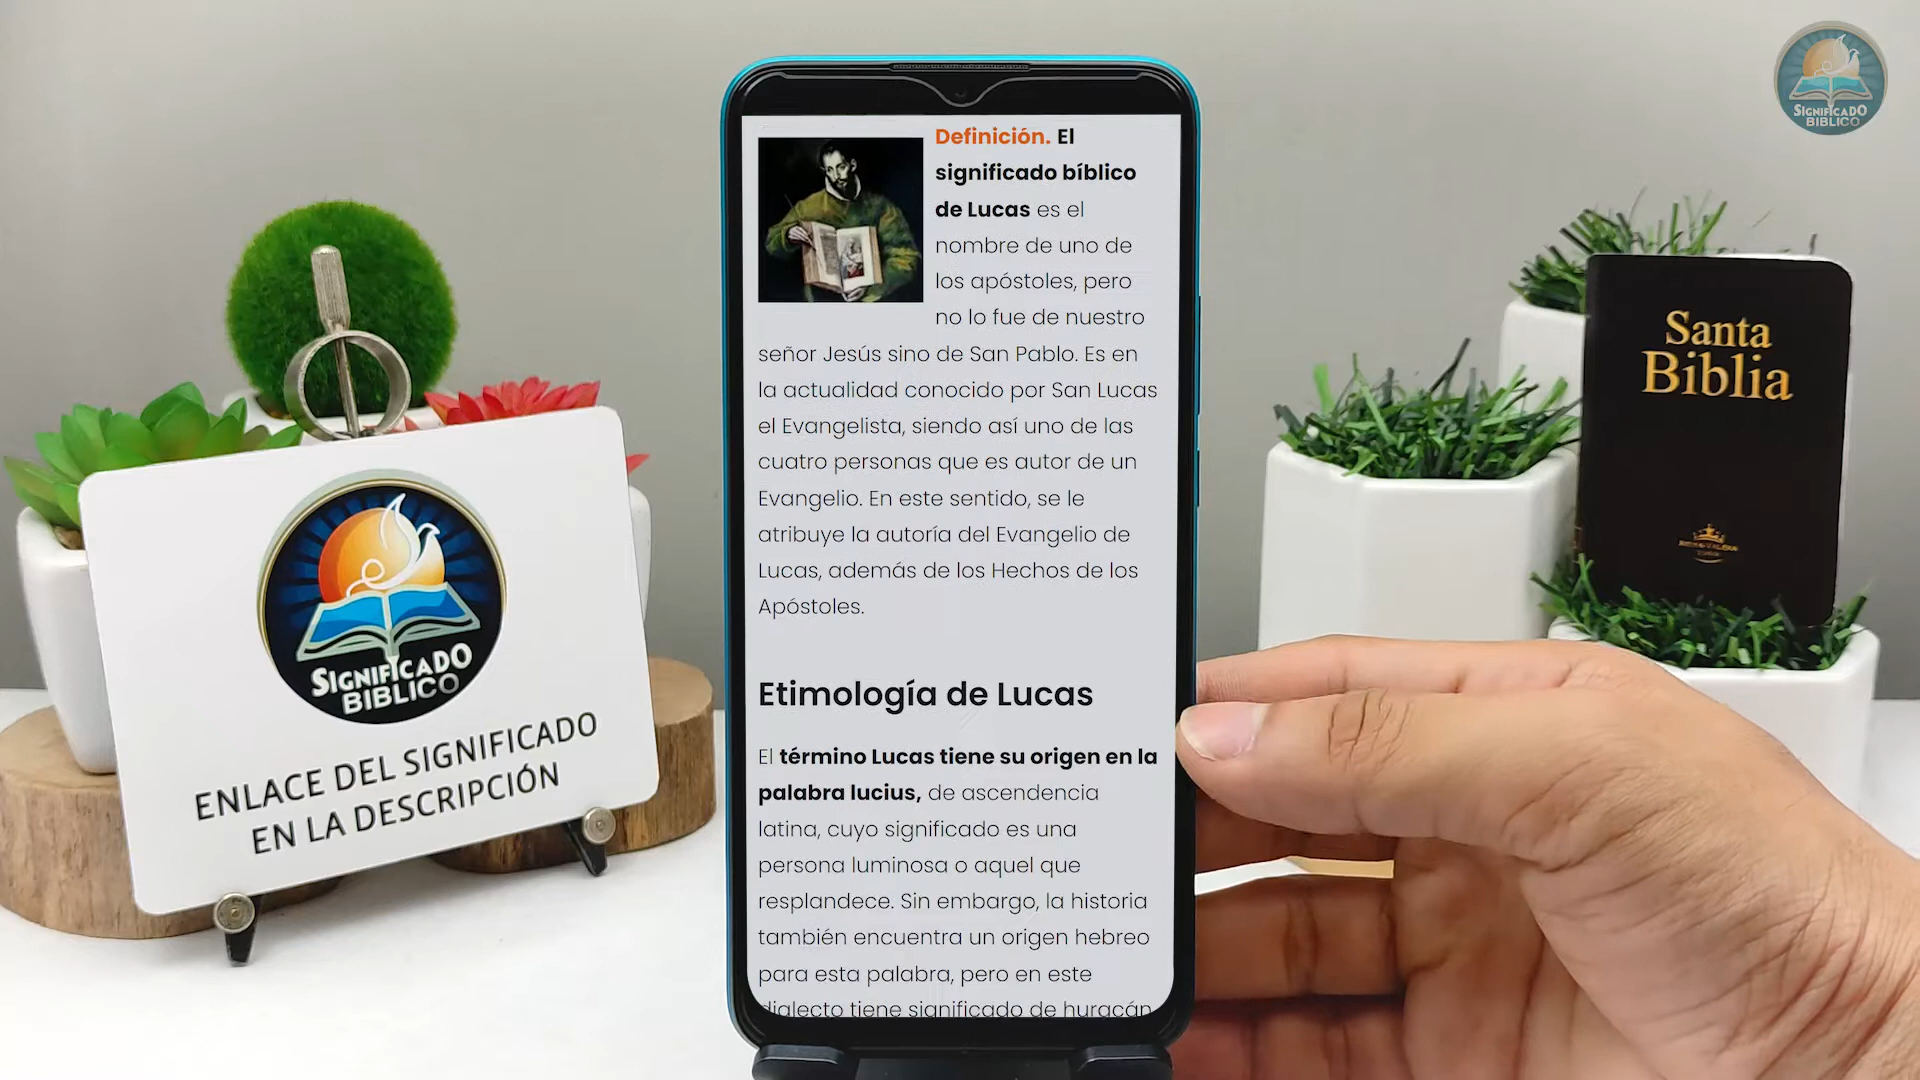 SIGNIFICADO
BIBLICO
Definición. El
significado bíblico
de Lucas es el
nombre de uno de
los apóstoles, pero
no lo fue de nuestro
señor Jesús sino de San Pablo. Es en
la actualidad conocido por San Lucas
el Evangelista, siendo así uno de las
cuatro personas que es autor de un
Evangelio. En este sentido, se le
atribuye la autoría del Evangelio de
Lucas, además de los Hechos de los
Apóstoles.
Etimología de Lucas
El término Lucas tiene su origen en la
palabra lucius, de ascendencia
latina, cuyo significado es una
persona luminosa o aquel que
resplandece. Sin embargo, la historia
también encuentra un origen hebreo
para esta palabra, pero en este
dialecto tiene significado de huracán
SIGNIFICADO
BIBLICO
ENLACE DEL SIGNIFICADO
EN LA DESCRIPCIÓN
Santa
Biblia